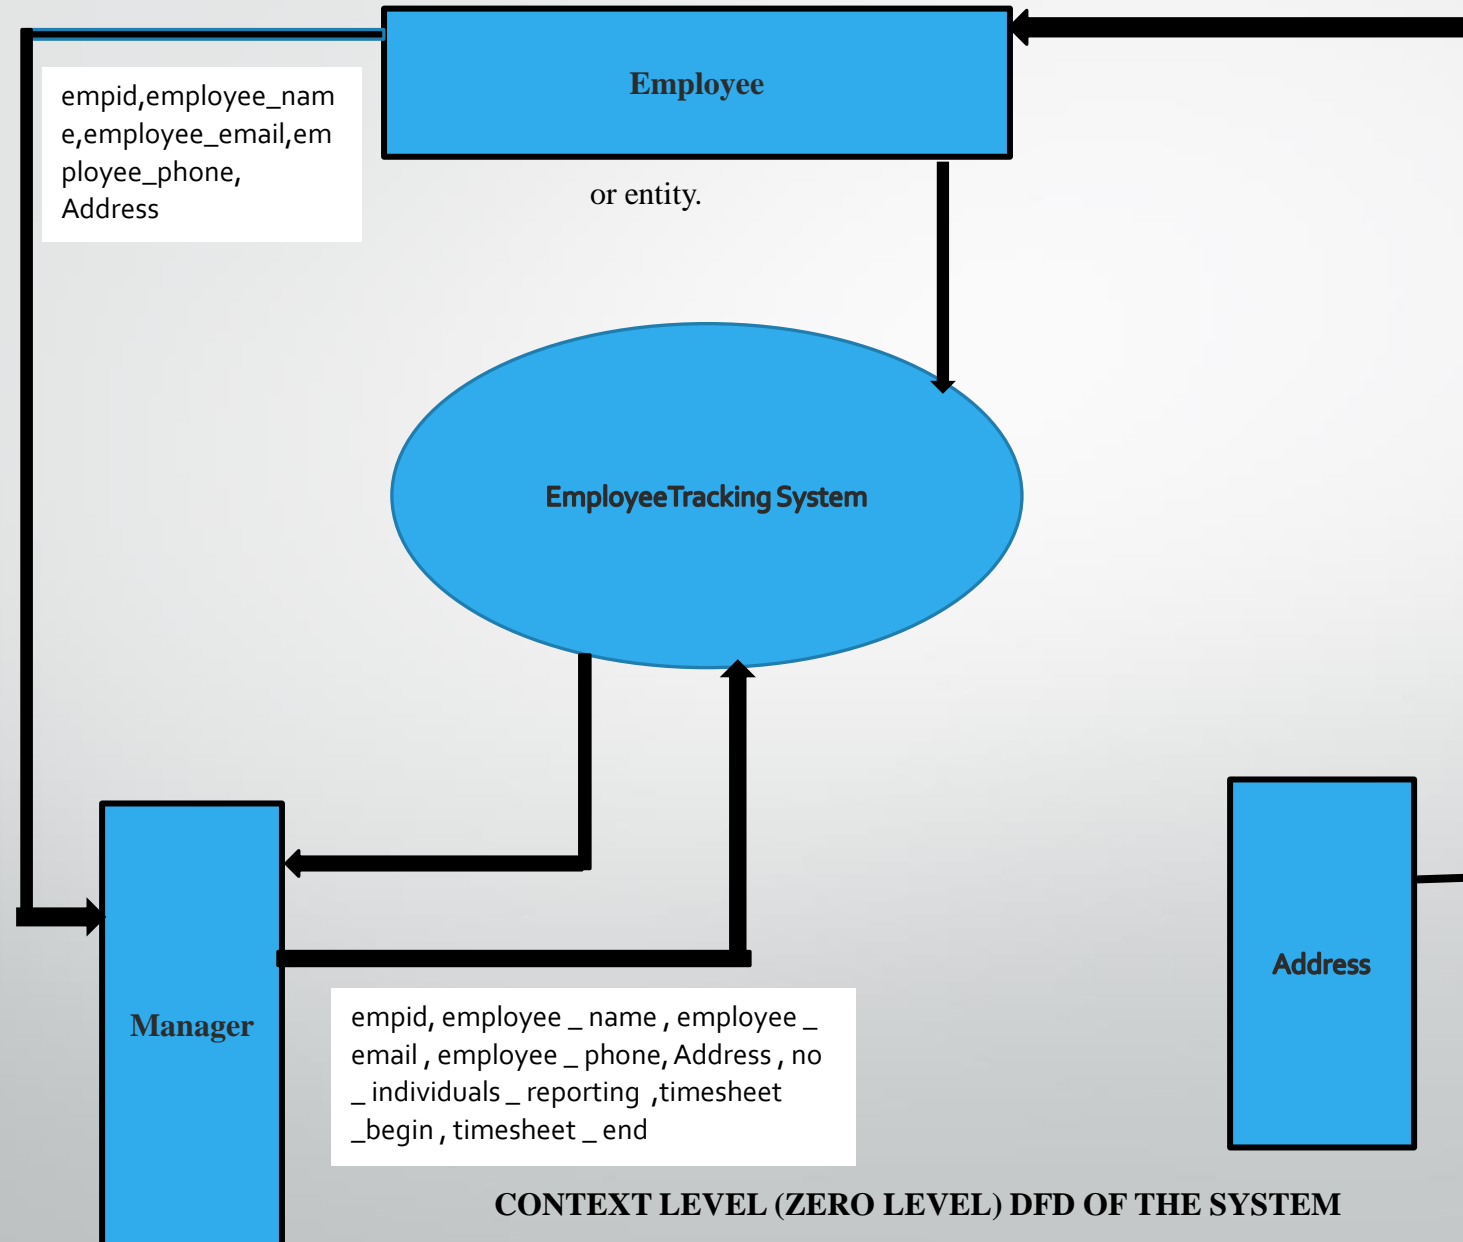 Employee
empid,employee_nam
e,employee_email,em
ployee_phone,
Address
or entity.
EmployeeTracking System
Address
Manager
empid, employee _ name , employee _
email , employee _ phone, Address , no
_ individuals _ reporting ,timesheet
_begin , timesheet _ end
CONTEXT LEVEL (ZERO LEVEL) DFD OF THE SYSTEM